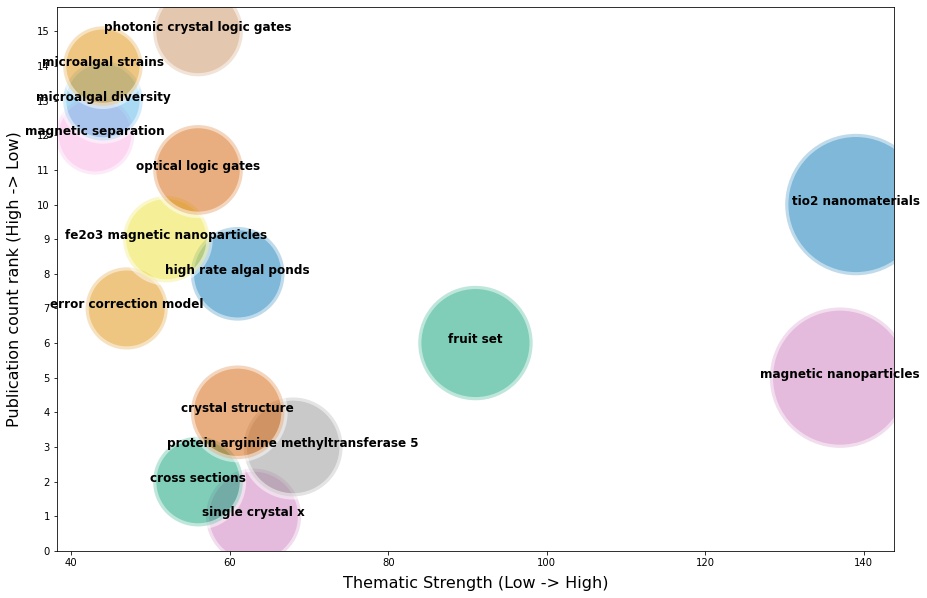 15
photonic crystal logic gates
14
microalgal strains
13
microalgal diversity
12
magnetic separation
11
optical logic gates
10
tio2 nanomaterials
9
fe2o3 magnetic nanoparticles
8
high rate algal ponds
7
error correction model
6
fruit set
5
magnetic nanoparticles
4
crystal structure
3
protein arginine methyltransferase 5
2
cross sections
1
single crystal x
0
Publication count rank (High -> Low)
40 60 80 100 120 140
Thematic Strength (Low -> High)